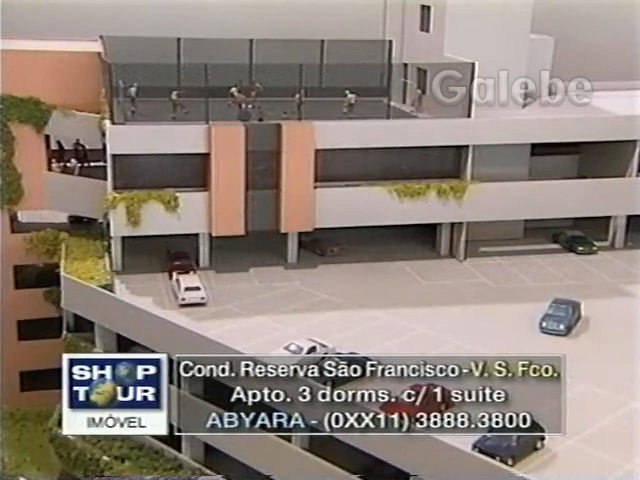 Galebe
SHOP
TOUR
IMÓVEL
Cond. Reserva São Francisco-V. S. Fco.
Apto. 3 dorms. c/ 1 suite
ABYARA - (0XX11) 3888.3800